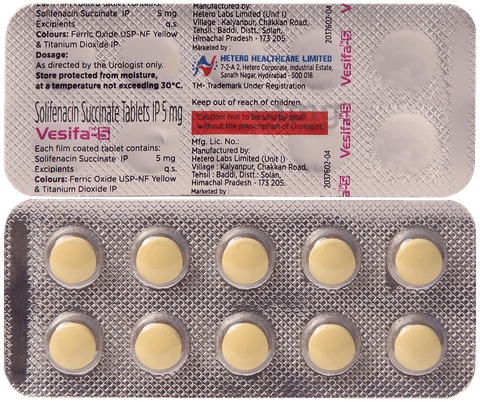 Solifenacin Succinate IP 5 mg
Excipients q.s.
Colours: Ferric Oxide USP-NF Yellow
& Titanium Dioxide IP
Dosage:
As directed by the Urologist only.
Store protected from moisture,
at a temperature not exceeding 30°C.
Solifenacin Succinate Tablets IP 5 mg
Vesifa-5
Each film coated tablet contains:
Solifenacin Succinate IP 5 mg
Excipients q.s.
Colours: Ferric Oxide USP-NF Yellow
& Titanium Dioxide IP
Manufactured by:
Hetero Labs Limited (Unit I)
Village : Kalyanpur, Chakkan Road,
Tehsil : Baddi, Distt.: Solan,
Himachal Pradesh - 173 205.
Marketed by :
HETERO HEALTHCARE LIMITED
7-2-A 2, Hetero Corporate, Industrial Estate,
Sanath Nagar, Hyderabad - 500 018.
TM- Trademark Under Registration
Keep out of reach of children.
Caution: Not to be sold by retail
without the prescription of Urologist.
Mfg. Lic. No.:
Manufactured by:
Hetero Labs Limited (Unit I)
Village : Kalyanpur, Chakkan Road,
Tehsil : Baddi, Distt.: Solan,
Himachal Pradesh - 173 205.
2037602-04
Vesifa-5
Vesifa-5
2037602-04